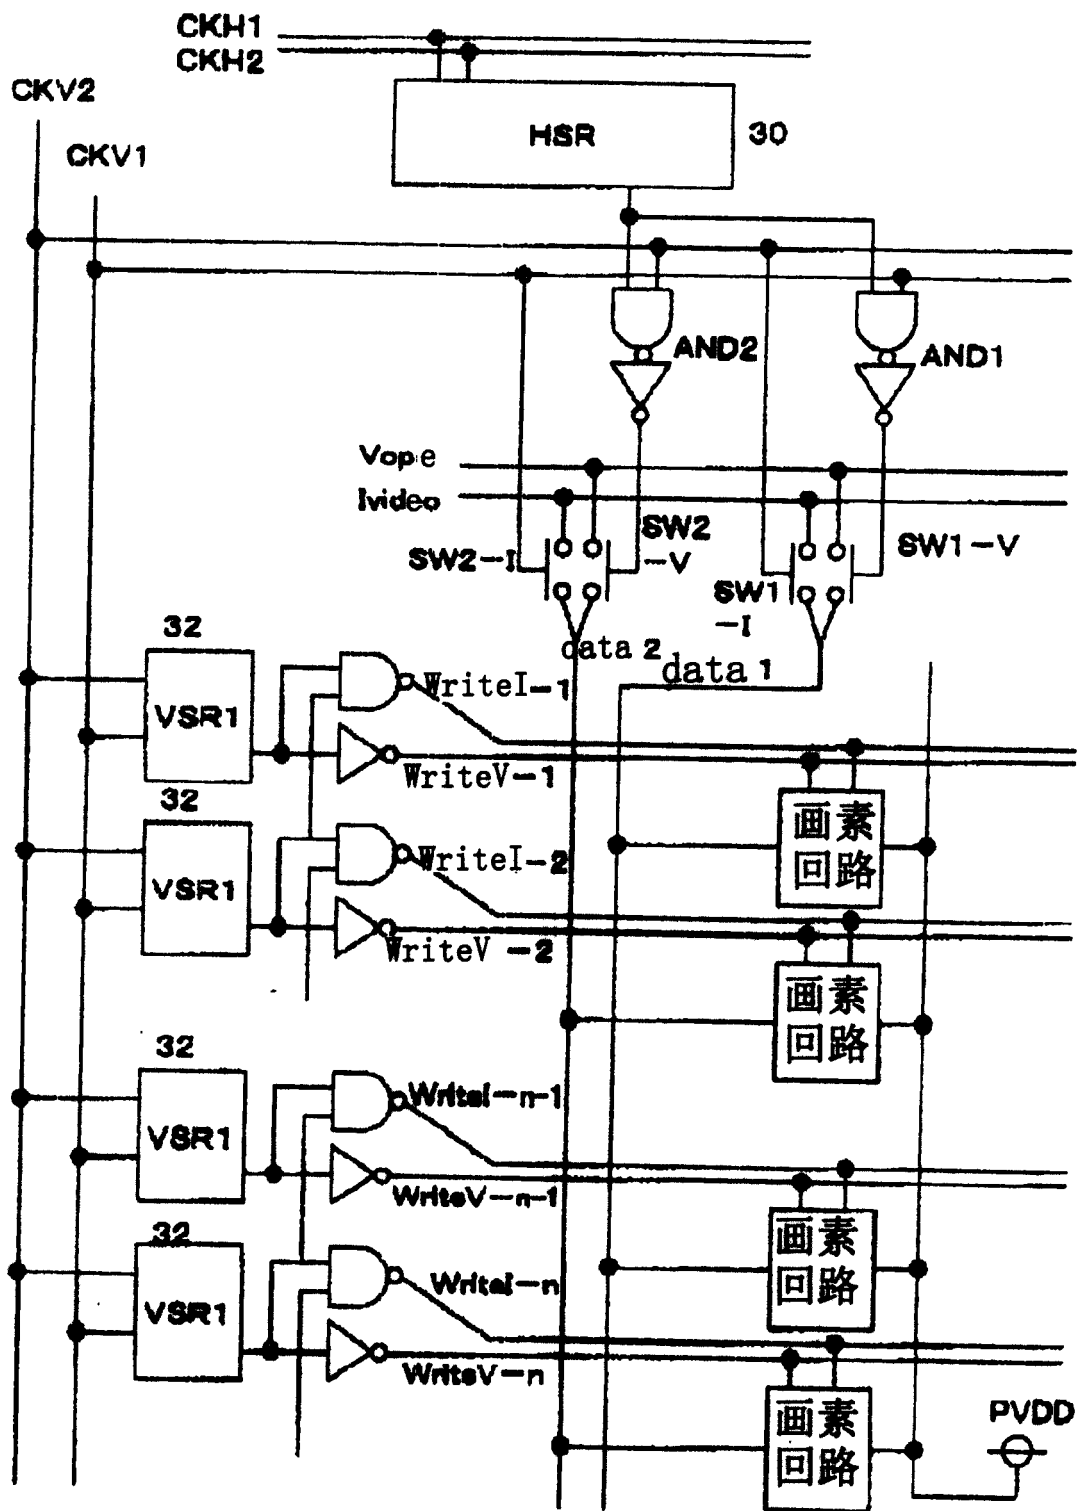 CKH1
CKH2
CKV2
CKV1
HSR
30
AND2
AND1
Vope
Ivideo
SW2-I
SW2
-V
SW1
-I
SW1-V
data 2
data 1
32
VSR1
WriteI-1
WriteV-1
32
VSR1
WriteI-2
WriteV-2
画素
回路
画素
回路
32
VSR1
WriteI-n-1
WriteV-n-1
32
VSR1
WriteI-n
WriteV-n
画素
回路
画素
回路
PVDD